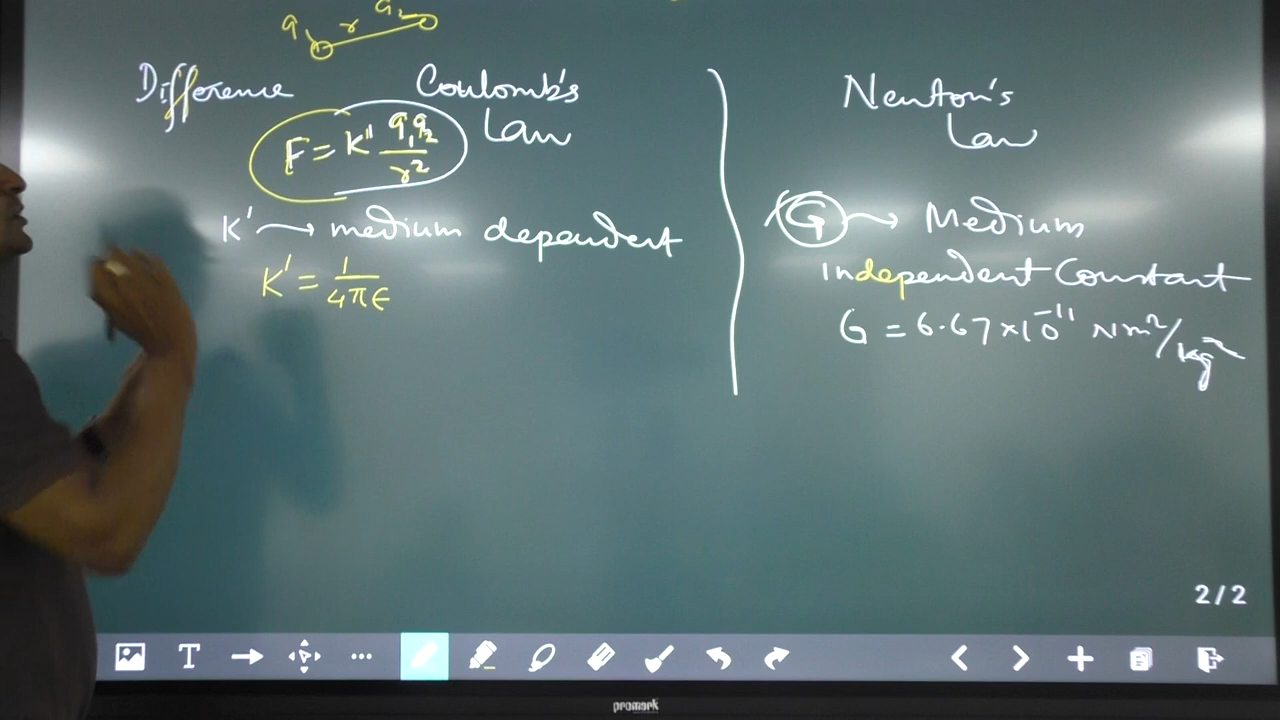 q₁ r q₂
Difference Coulomb's Law
F = K" q₁q₂/r²
K' → medium dependent
K' = 1/4πϵ
Newton's
Law
G → Medium
independent Constant
G = 6.67×10⁻¹¹ Nm²/kg²
2/2
T
promark